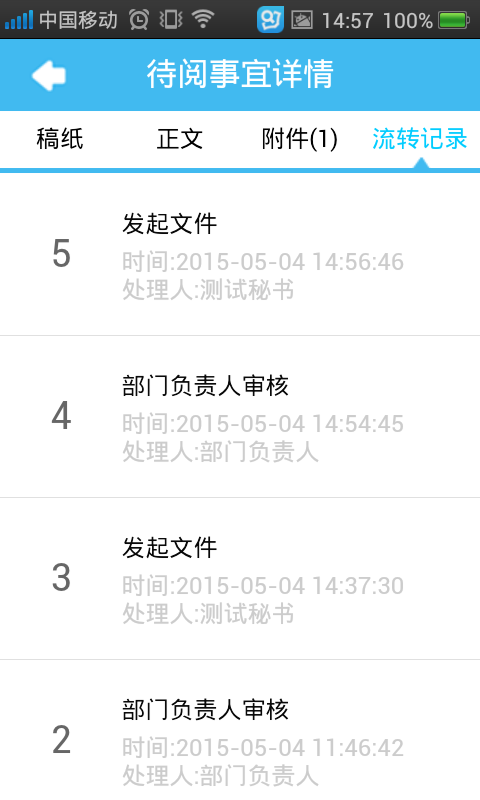 中国移动 14:57 100%
待阅事宜详情
稿纸 正文 附件(1) 流转记录
5
发起文件
时间:2015-05-04 14:56:46
处理人:测试秘书
4
部门负责人审核
时间:2015-05-04 14:54:45
处理人:部门负责人
3
发起文件
时间:2015-05-04 14:37:30
处理人:测试秘书
2
部门负责人审核
时间:2015-05-04 11:46:42
处理人:部门负责人